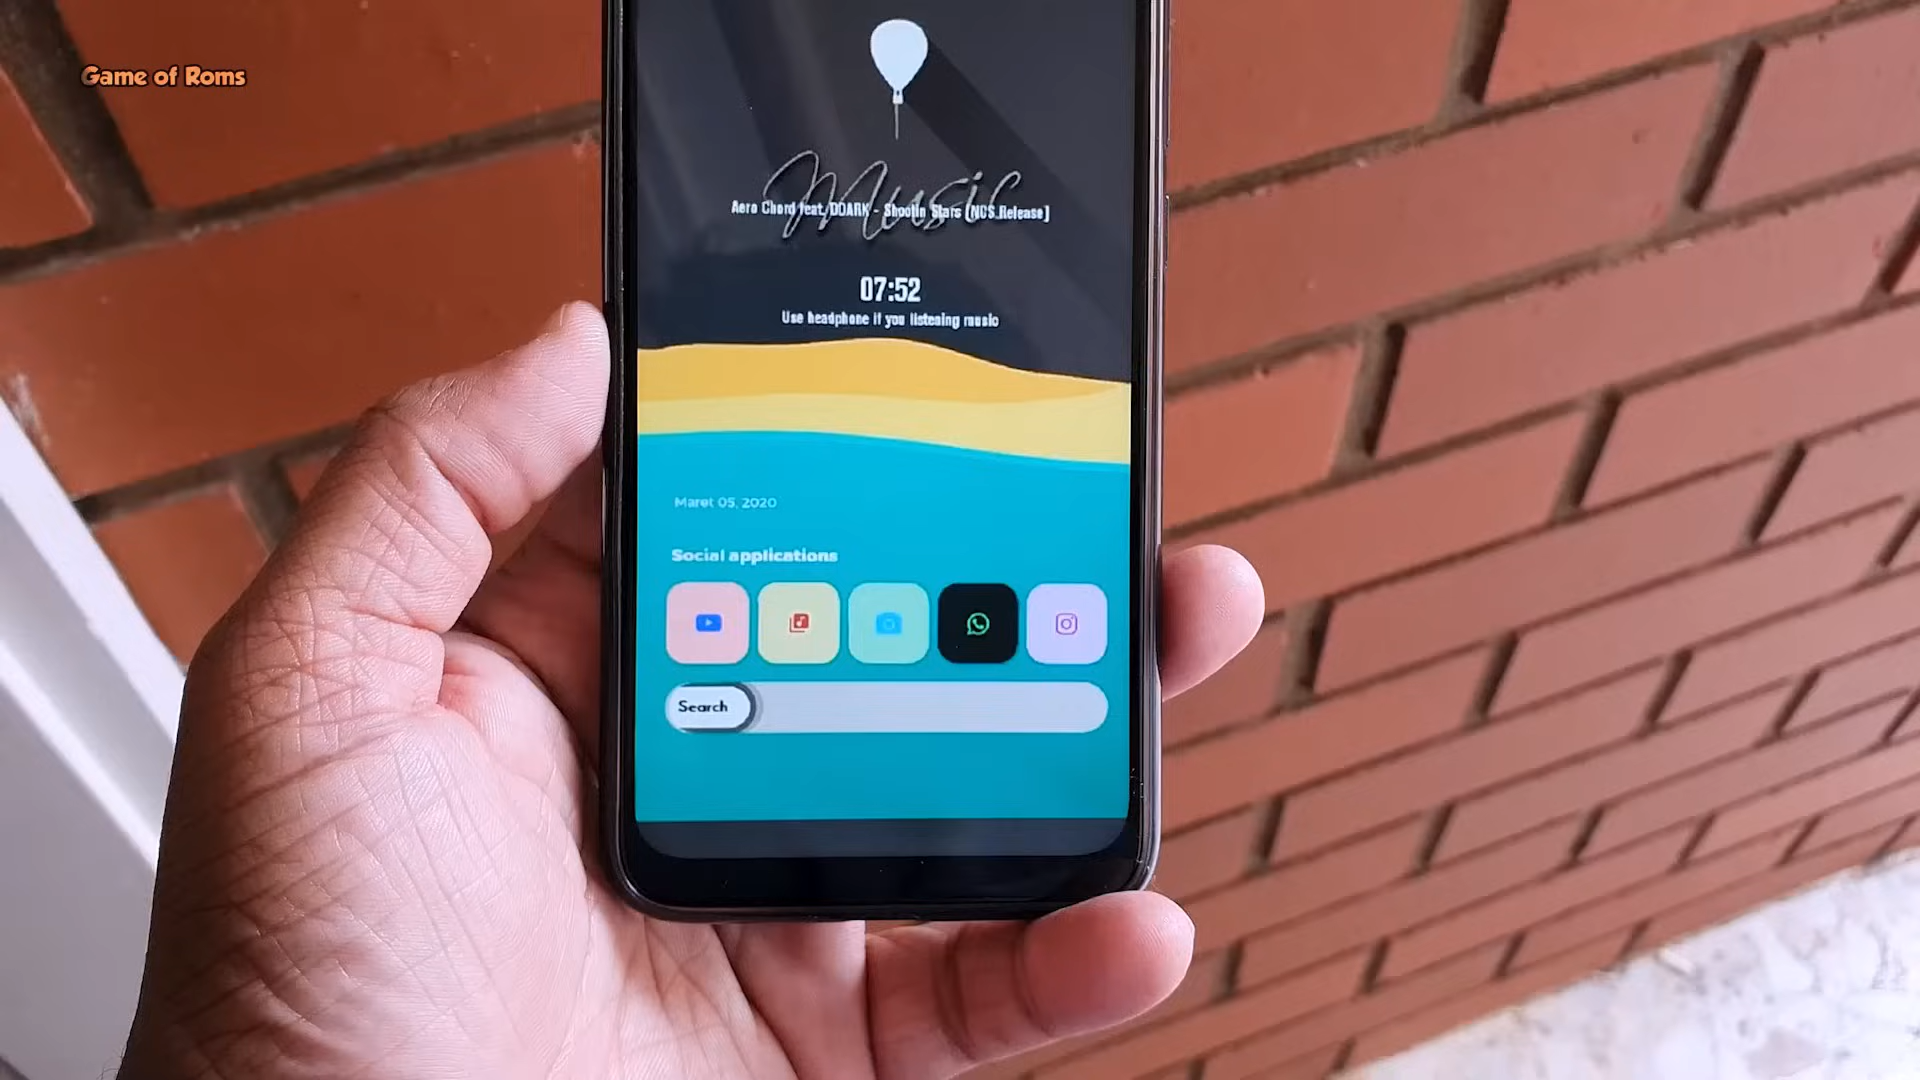 Game of Roms
Music
Aero Chord feat. DDARK - Shootin Stars [NCS Release]
07:52
Use headphone if you listening music
Maret 05, 2020
Social applications
Search